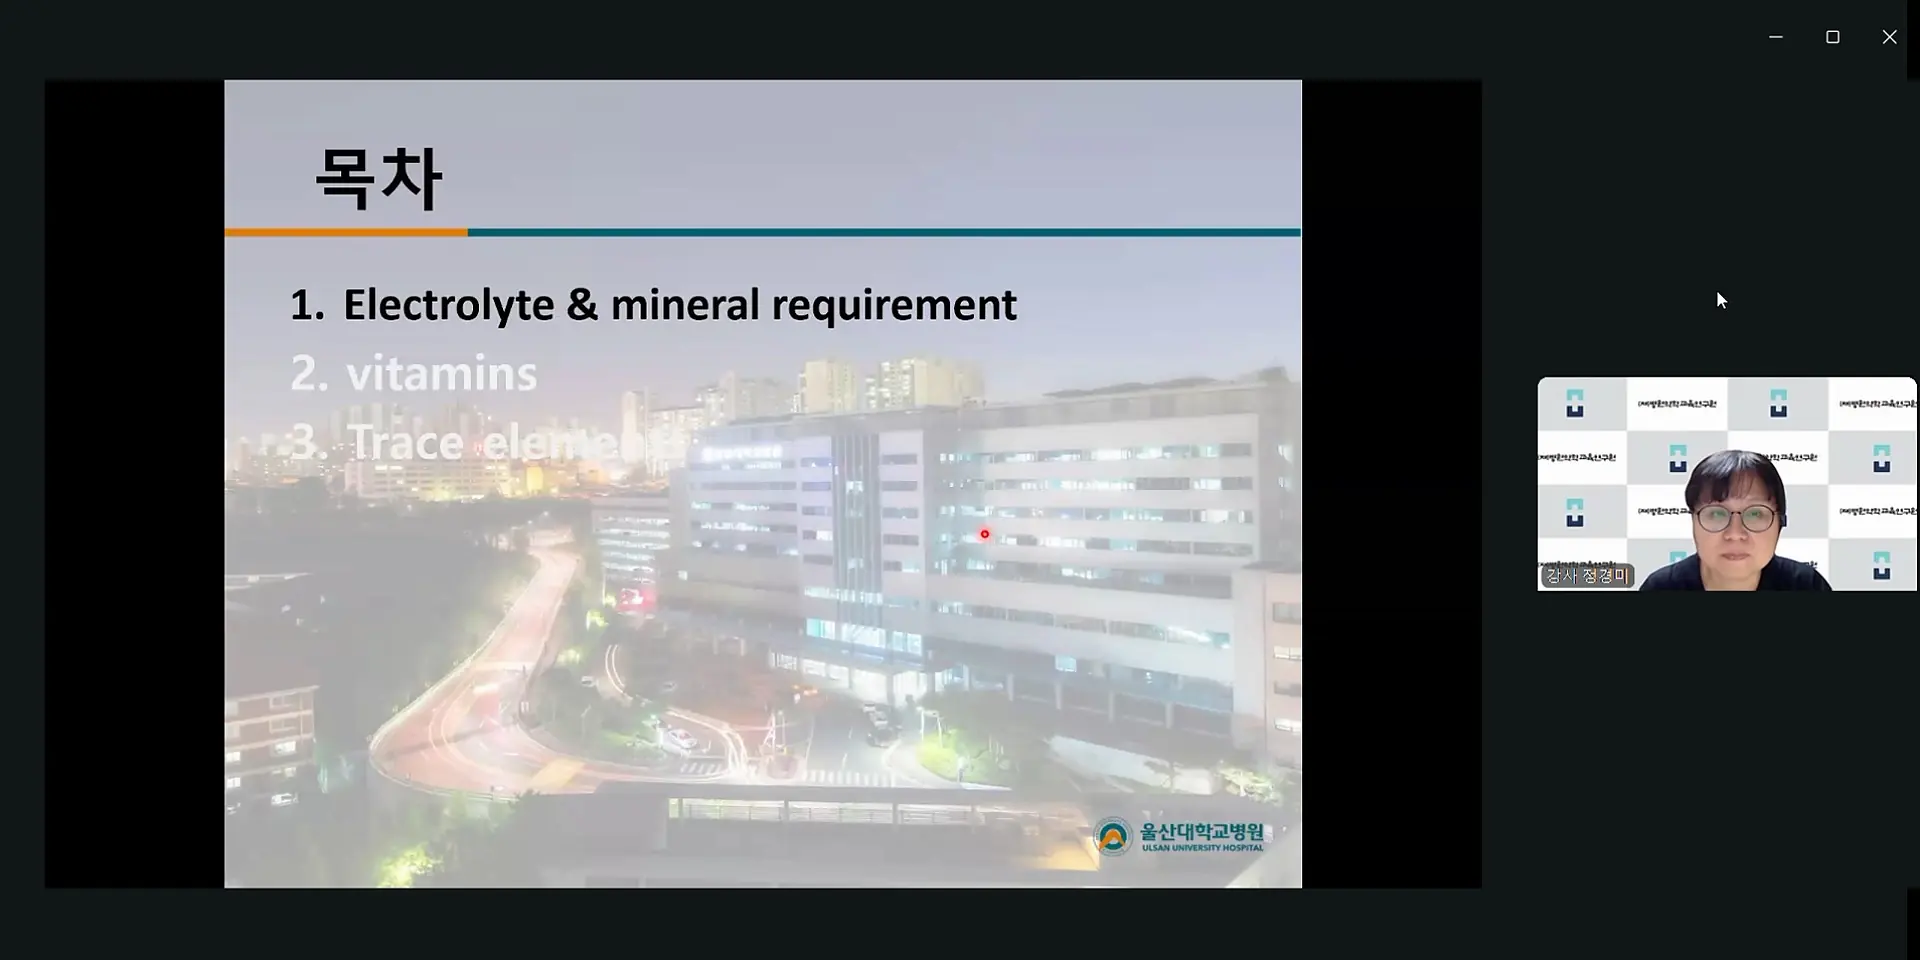 목차
1. Electrolyte & mineral requirement
2. vitamins
3. Trace element
울산대학교병원
ULSAN UNIVERSITY HOSPITAL
강사 정경미